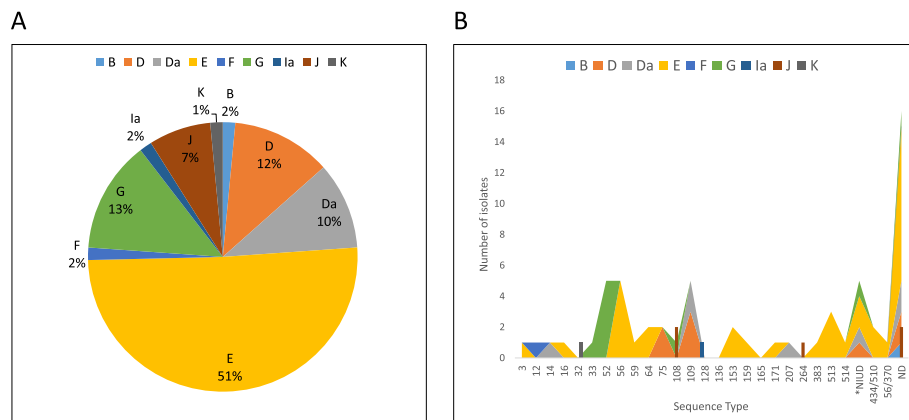 A
B D Da E F G Ia J K
K
1%
B
2%
Ia
2%
J
7%
D
12%
G
13%
Da
10%
F
2%
E
51%
B
B D Da E F G Ia J K
Number of isolates
18
16
14
12
10
8
6
4
2
0
3 12 14 16 32 33 52 56 59 64 75 108 109 128 136 153 159 165 171 207 264 383 513 514 *NIUD 434/510 56/370 ND
Sequence Type